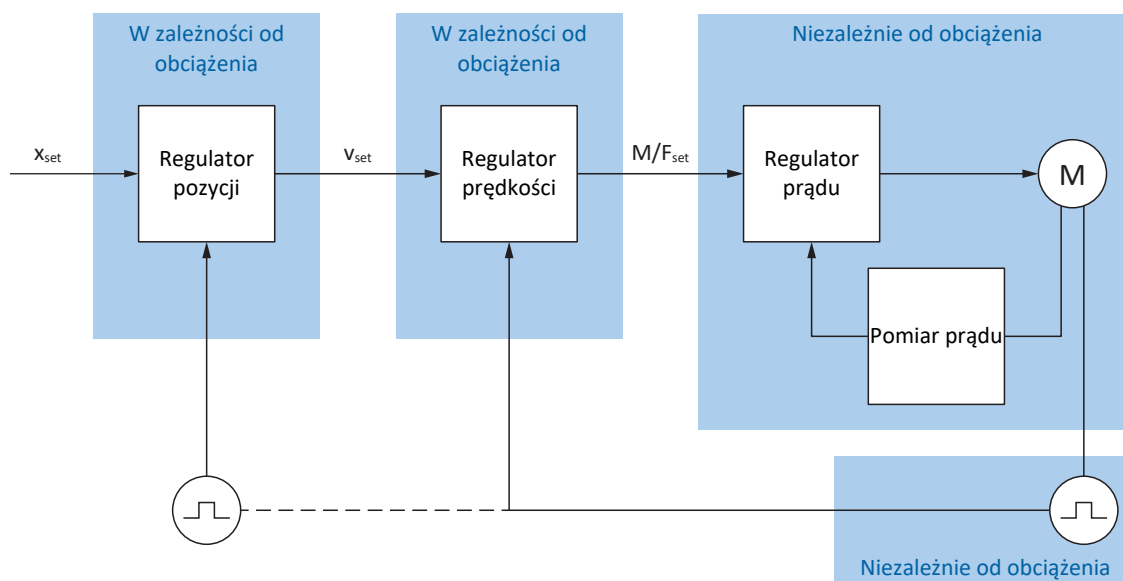 W zależności od
obciążenia
W zależności od
obciążenia
Niezależnie od obciążenia
xset
Regulator
pozycji
vset
Regulator
prędkości
M/Fset
Regulator
prądu
M
Pomiar prądu
Niezależnie od obciążenia